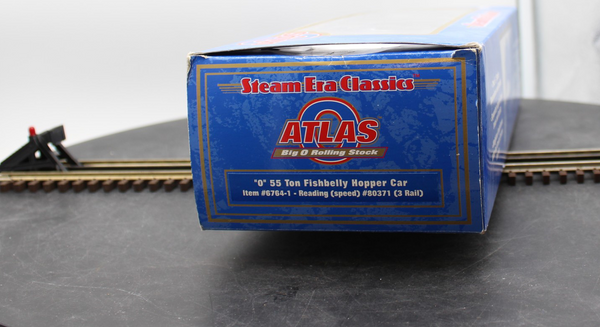 Steam Era Classics™
ATLAS
Big O Rolling Stock
"O" 55 Ton Fishbelly Hopper Car
Item #6764-1 - Reading (speed) #80371 (3 Rail)